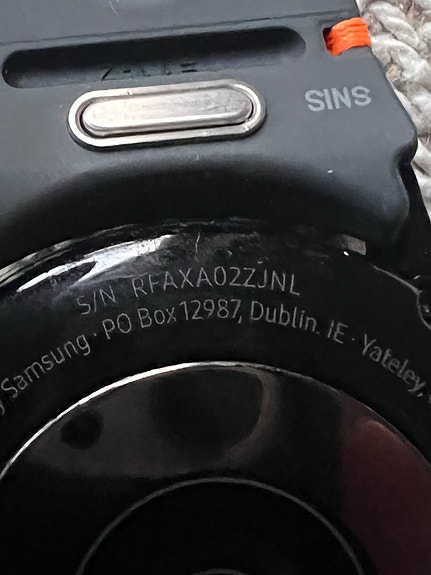 SINS
S/N RFAXA02ZJNL
Samsung · PO Box 12987, Dublin. IE · Yateley,